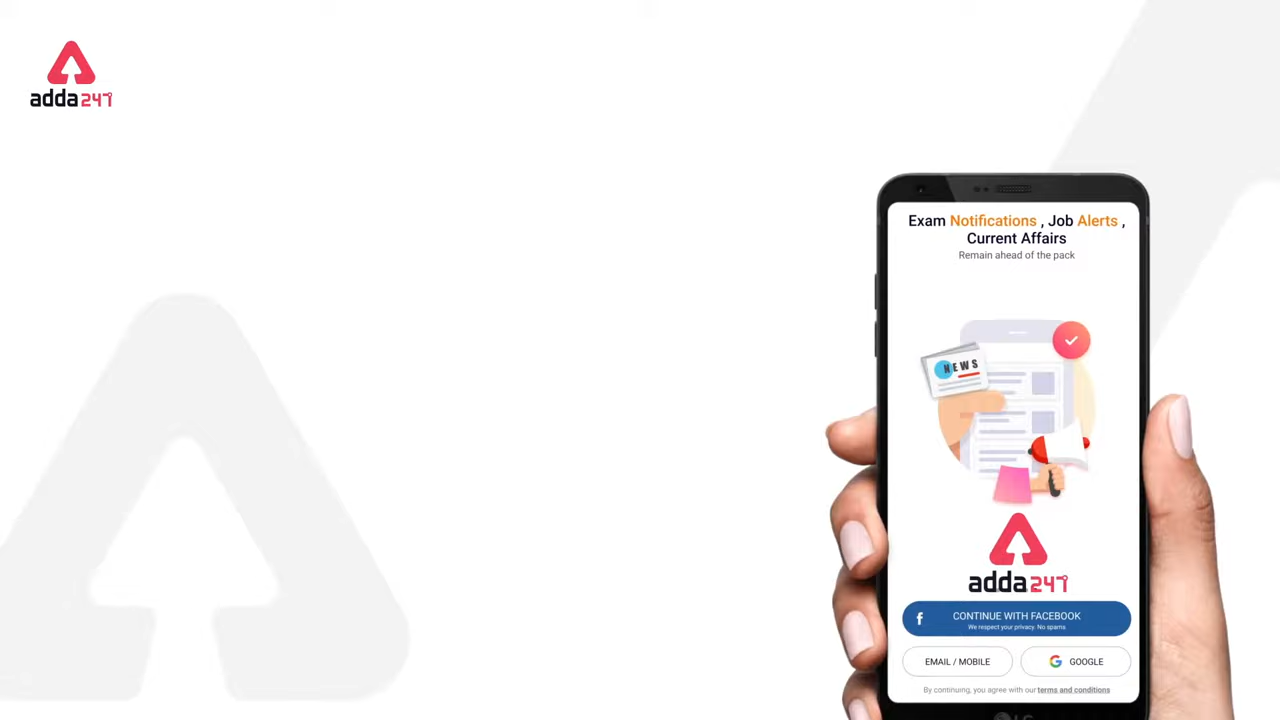 adda247
Exam Notifications , Job Alerts ,
Current Affairs
Remain ahead of the pack
NEWS
adda247
CONTINUE WITH FACEBOOK
We respect your privacy. No spams
EMAIL / MOBILE
GOOGLE
By continuing, you agree with our terms and conditions
LG